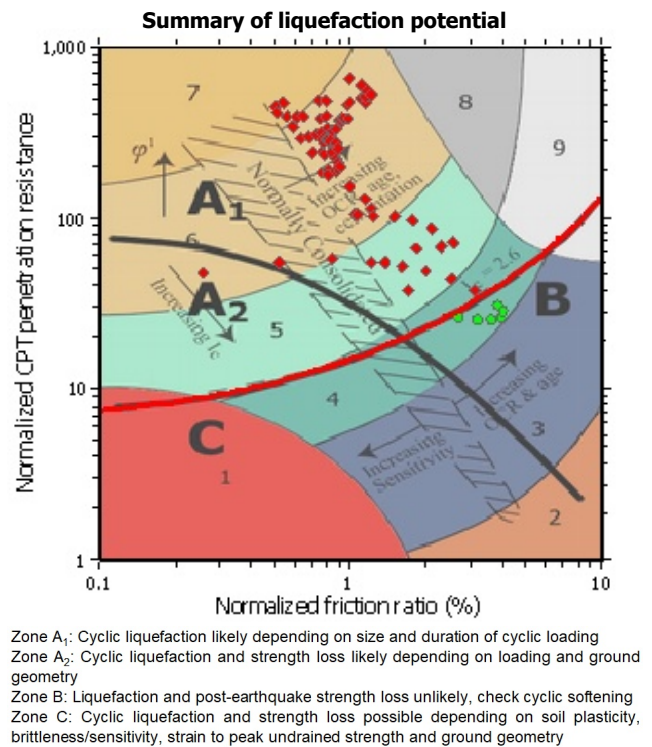 Summary of liquefaction potential
1,000
7
8
9
φ'
Increasing
OCR, age,
cementation
Normally Consolidated
A1
100
6
Increasing Ic
A2
5
= 2.6
B
10
4
Increasing
OCR & age
C
Increasing
Sensitivity
3
1
2
1
0.1
1
10
Normalized CPT penetration resistance
Normalized friction ratio (%)
Zone A1: Cyclic liquefaction likely depending on size and duration of cyclic loading
Zone A2: Cyclic liquefaction and strength loss likely depending on loading and ground
geometry
Zone B: Liquefaction and post-earthquake strength loss unlikely, check cyclic softening
Zone C: Cyclic liquefaction and strength loss possible depending on soil plasticity,
brittleness/sensitivity, strain to peak undrained strength and ground geometry